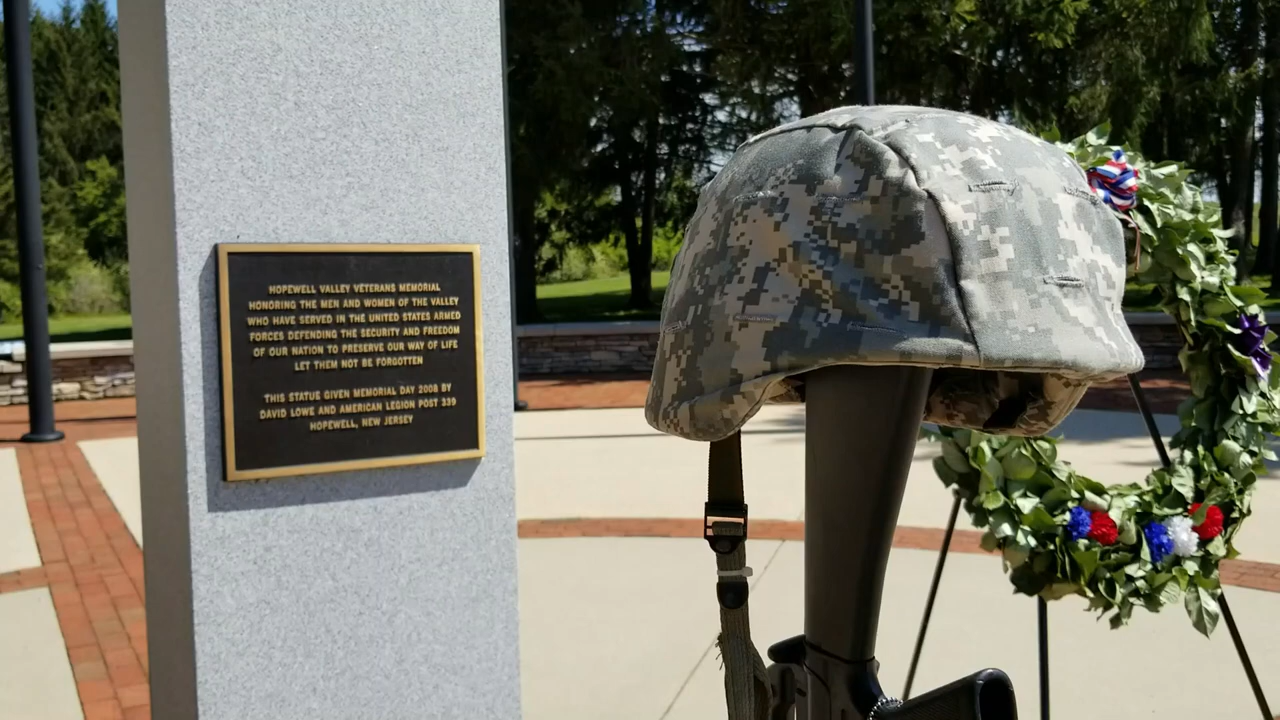 HOPEWELL VALLEY VETERANS MEMORIAL
HONORING THE MEN AND WOMEN OF THE VALLEY
WHO HAVE SERVED IN THE UNITED STATES ARMED
FORCES DEFENDING THE SECURITY AND FREEDOM
OF OUR NATION TO PRESERVE OUR WAY OF LIFE
LET THEM NOT BE FORGOTTEN
THIS STATUE GIVEN MEMORIAL DAY 2008 BY
DAVID LOWE AND AMERICAN LEGION POST 339
HOPEWELL, NEW JERSEY